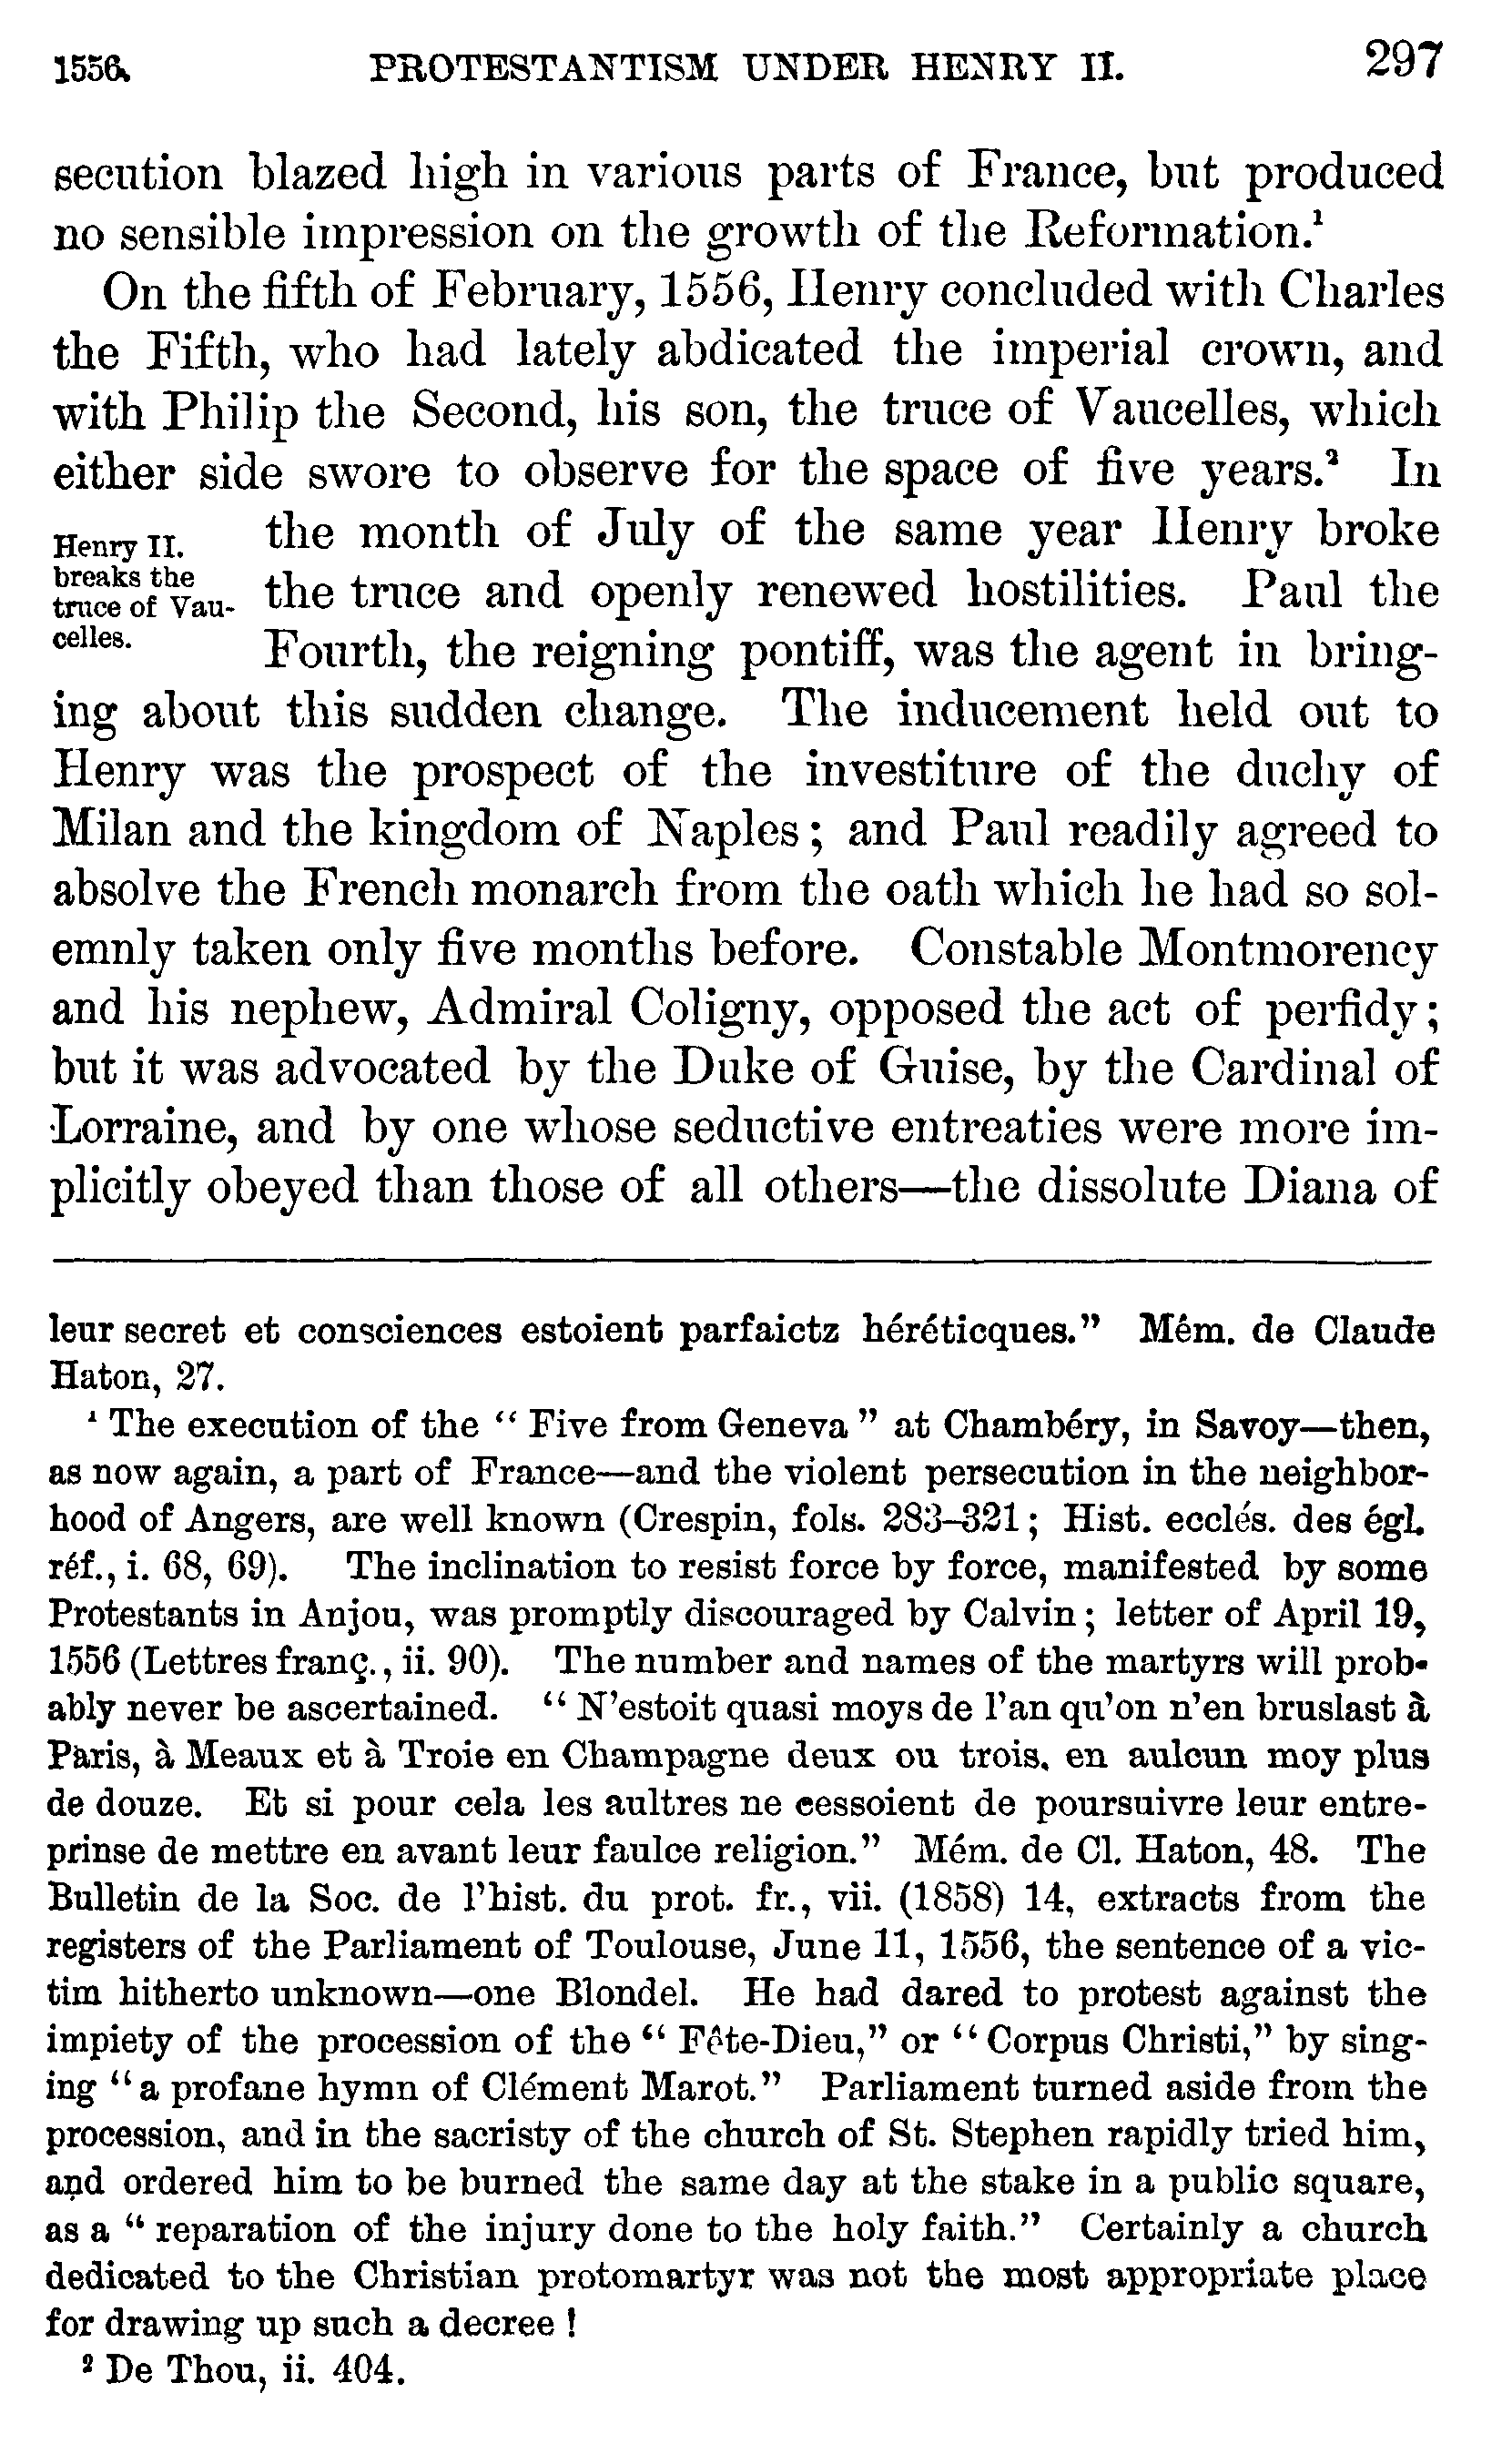 1556. PROTESTANTISM UNDER HENRY II. 297
secution blazed high in various parts of France, but produced
no sensible impression on the growth of the Reformation.¹
On the fifth of February, 1556, Henry concluded with Charles
the Fifth, who had lately abdicated the imperial crown, and
with Philip the Second, his son, the truce of Vaucelles, which
either side swore to observe for the space of five years.² In
Henry II.
breaks the
truce of Vau-
celles.
the month of July of the same year Henry broke
the truce and openly renewed hostilities. Paul the
Fourth, the reigning pontiff, was the agent in bring-
ing about this sudden change. The inducement held out to
Henry was the prospect of the investiture of the duchy of
Milan and the kingdom of Naples; and Paul readily agreed to
absolve the French monarch from the oath which he had so sol-
emnly taken only five months before. Constable Montmorency
and his nephew, Admiral Coligny, opposed the act of perfidy;
but it was advocated by the Duke of Guise, by the Cardinal of
Lorraine, and by one whose seductive entreaties were more im-
plicitly obeyed than those of all others—the dissolute Diana of
leur secret et consciences estoient parfaictz héréticques." Mém. de Claude
Haton, 27.
¹ The execution of the "Five from Geneva" at Chambéry, in Savoy—then,
as now again, a part of France—and the violent persecution in the neighbor-
hood of Angers, are well known (Crespin, fols. 283–321; Hist. ecclés. des égl.
réf., i. 68, 69). The inclination to resist force by force, manifested by some
Protestants in Anjou, was promptly discouraged by Calvin; letter of April 19,
1556 (Lettres franç., ii. 90). The number and names of the martyrs will prob-
ably never be ascertained. "N'estoit quasi moys de l'an qu'on n'en bruslast à
Paris, à Meaux et à Troie en Champagne deux ou trois, en aulcun moy plus
de douze. Et si pour cela les aultres ne cessoient de poursuivre leur entre-
prinse de mettre en avant leur faulce religion." Mém. de Cl. Haton, 48. The
Bulletin de la Soc. de l'hist. du prot. fr., vii. (1858) 14, extracts from the
registers of the Parliament of Toulouse, June 11, 1556, the sentence of a vic-
tim hitherto unknown—one Blondel. He had dared to protest against the
impiety of the procession of the "Fête-Dieu," or "Corpus Christi," by sing-
ing "a profane hymn of Clément Marot." Parliament turned aside from the
procession, and in the sacristy of the church of St. Stephen rapidly tried him,
and ordered him to be burned the same day at the stake in a public square,
as a "reparation of the injury done to the holy faith." Certainly a church
dedicated to the Christian protomartyr was not the most appropriate place
for drawing up such a decree!
² De Thou, ii. 404.